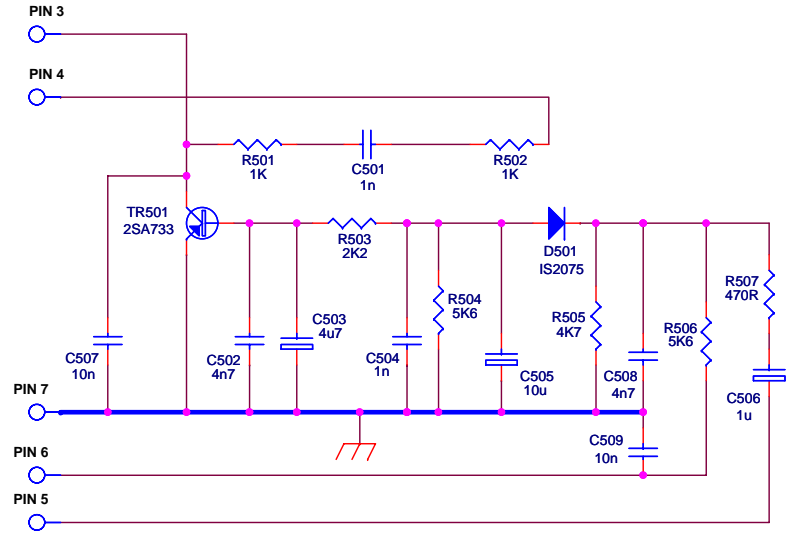 PIN 3
PIN 4
R501
1K
C501
1n
R502
1K
TR501
2SA733
R503
2K2
D501
IS2075
R507
470R
R504
5K6
R505
4K7
R506
5K6
C507
10n
C502
4n7
C503
4u7
C504
1n
C505
10u
C508
4n7
C506
1u
PIN 7
C509
10n
PIN 6
PIN 5